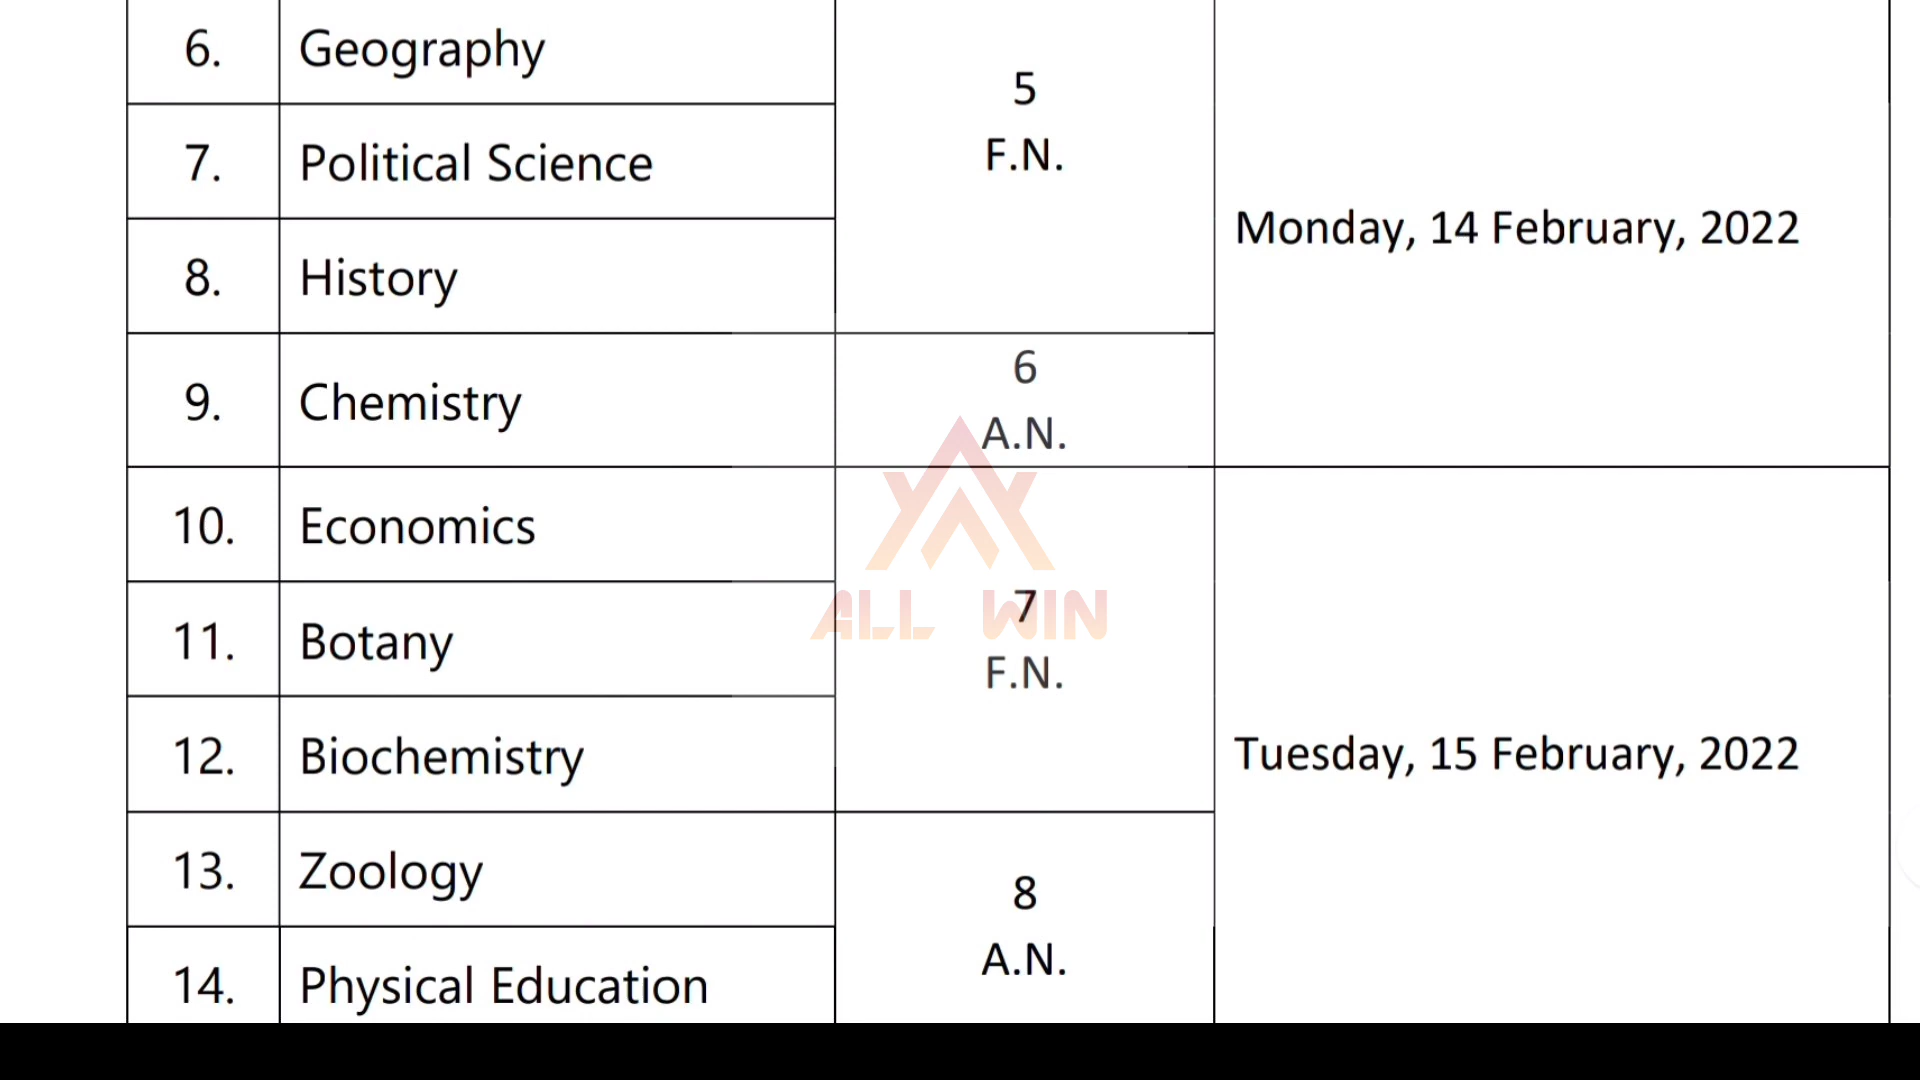 6. Geography
5
F.N.
7. Political Science
Monday, 14 February, 2022
8. History
9. Chemistry
6
A.N.
10. Economics
ALL WIN
7
F.N.
11. Botany
12. Biochemistry
Tuesday, 15 February, 2022
13. Zoology
8
A.N.
14. Physical Education